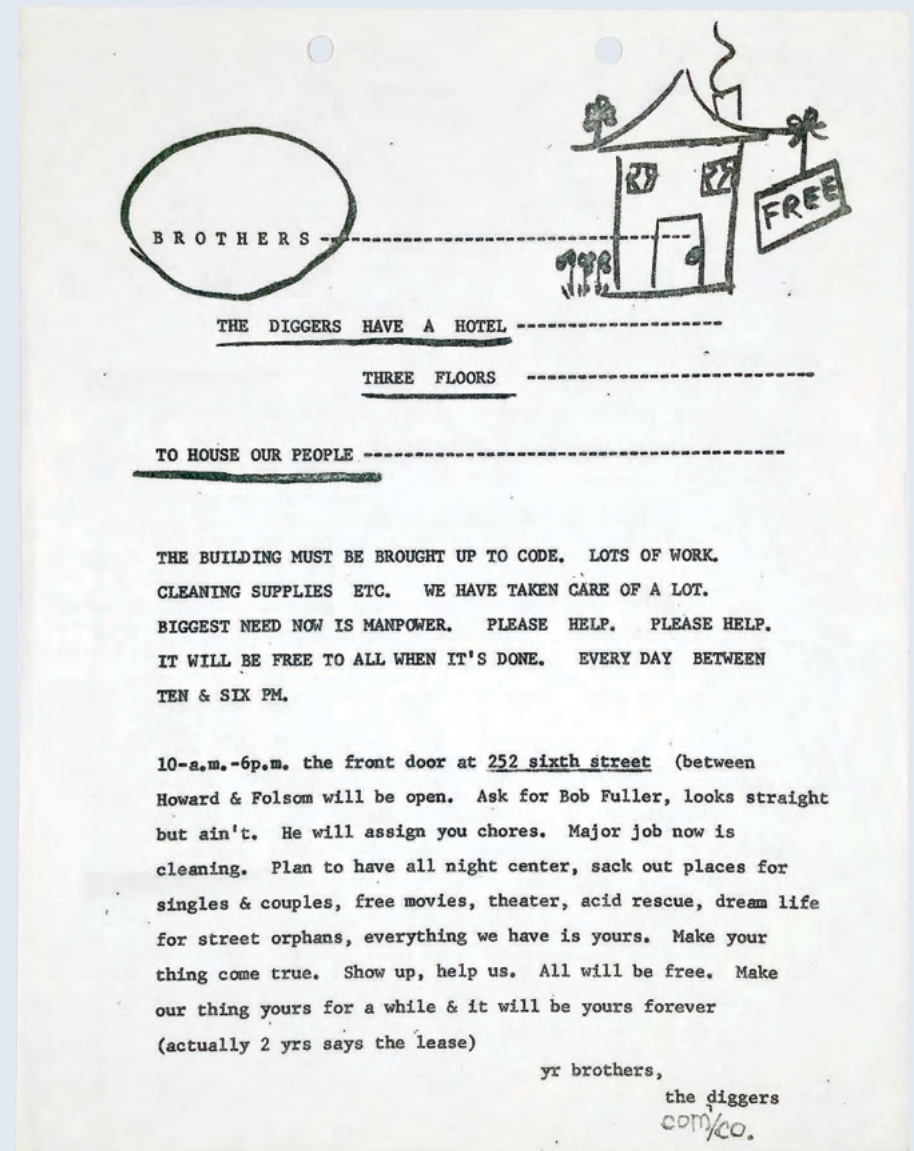 FREE
B R O T H E R S --------------------------------
THE DIGGERS HAVE A HOTEL ------------------
THREE FLOORS -------------------------
TO HOUSE OUR PEOPLE -------------------------------------
THE BUILDING MUST BE BROUGHT UP TO CODE. LOTS OF WORK.
CLEANING SUPPLIES ETC. WE HAVE TAKEN CARE OF A LOT.
BIGGEST NEED NOW IS MANPOWER. PLEASE HELP. PLEASE HELP.
IT WILL BE FREE TO ALL WHEN IT'S DONE. EVERY DAY BETWEEN
TEN & SIX PM.
10-a.m.-6p.m. the front door at 252 sixth street (between
Howard & Folsom will be open. Ask for Bob Fuller, looks straight
but ain't. He will assign you chores. Major job now is
cleaning. Plan to have all night center, sack out places for
singles & couples, free movies, theater, acid rescue, dream life
for street orphans, everything we have is yours. Make your
thing come true. Show up, help us. All will be free. Make
our thing yours for a while & it will be yours forever
(actually 2 yrs says the lease)
yr brothers,
the diggers
com/co.